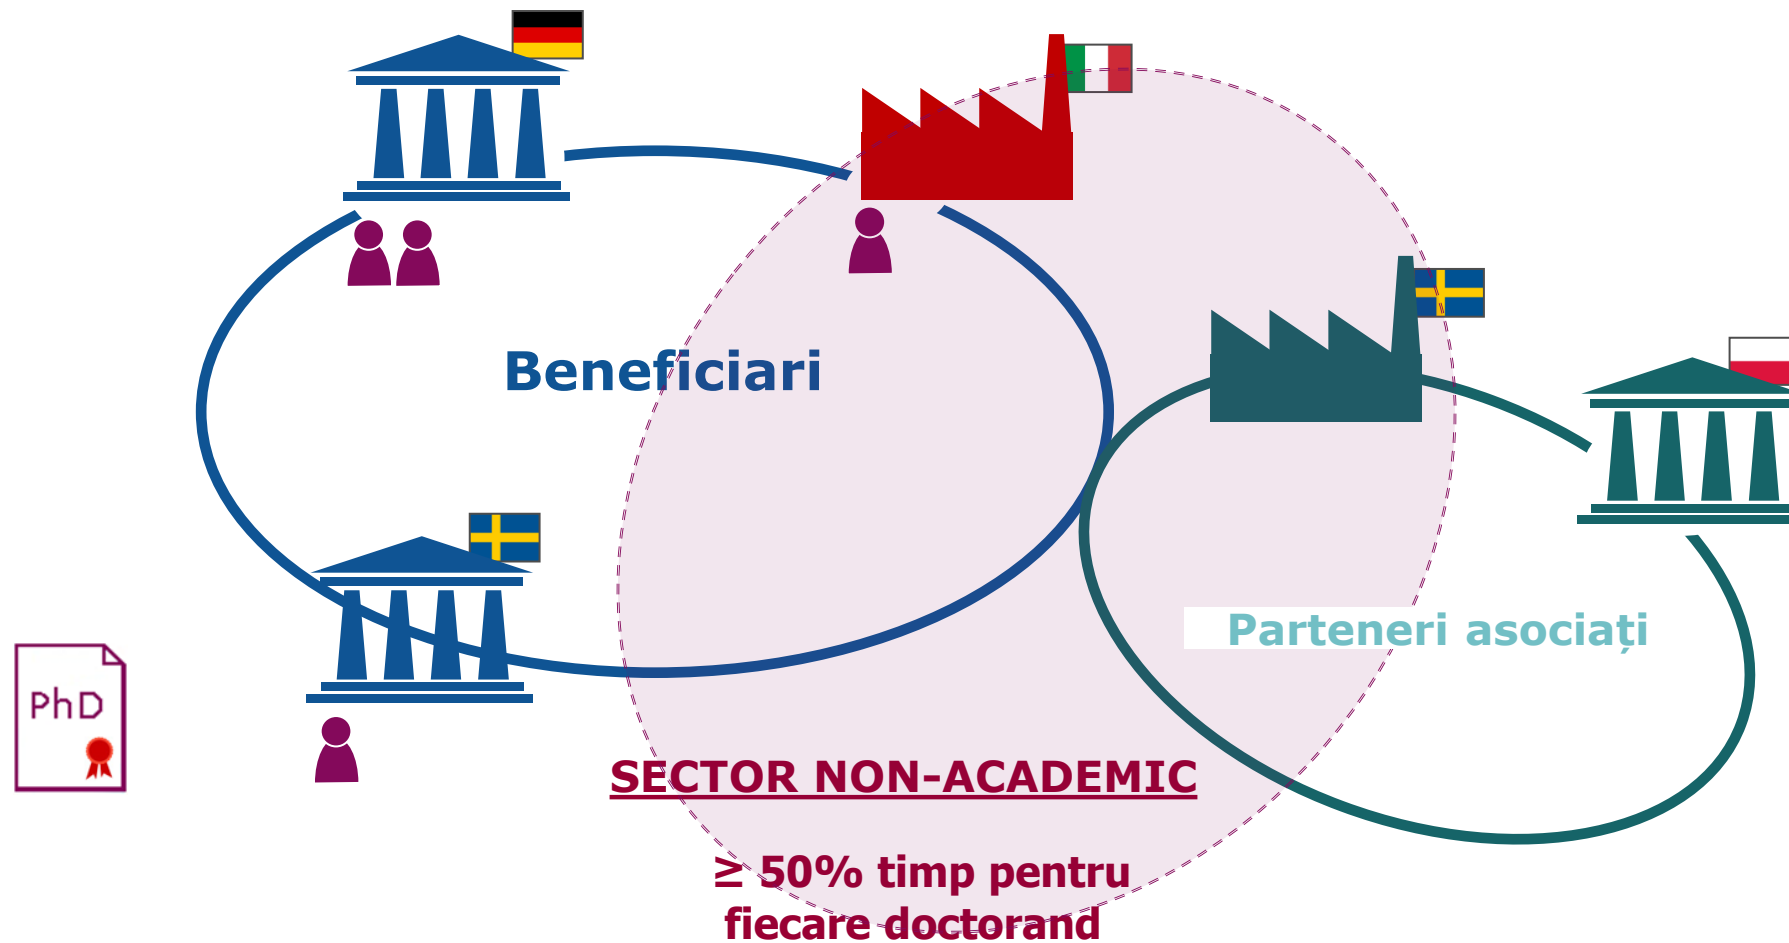 Beneficiari
Parteneri asociați
PhD
SECTOR NON-ACADEMIC
≥ 50% timp pentru
fiecare doctorand